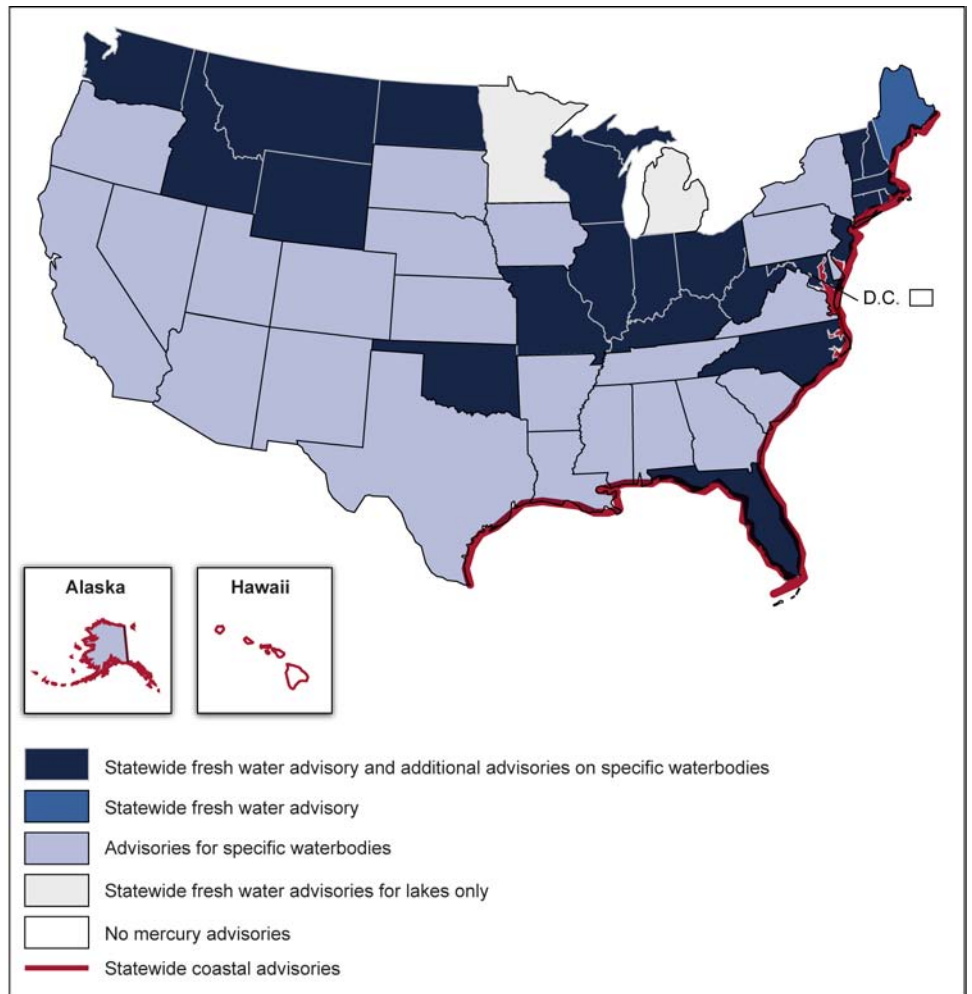 D.C.
Alaska
Hawaii
Statewide fresh water advisory and additional advisories on specific waterbodies
Statewide fresh water advisory
Advisories for specific waterbodies
Statewide fresh water advisories for lakes only
No mercury advisories
Statewide coastal advisories